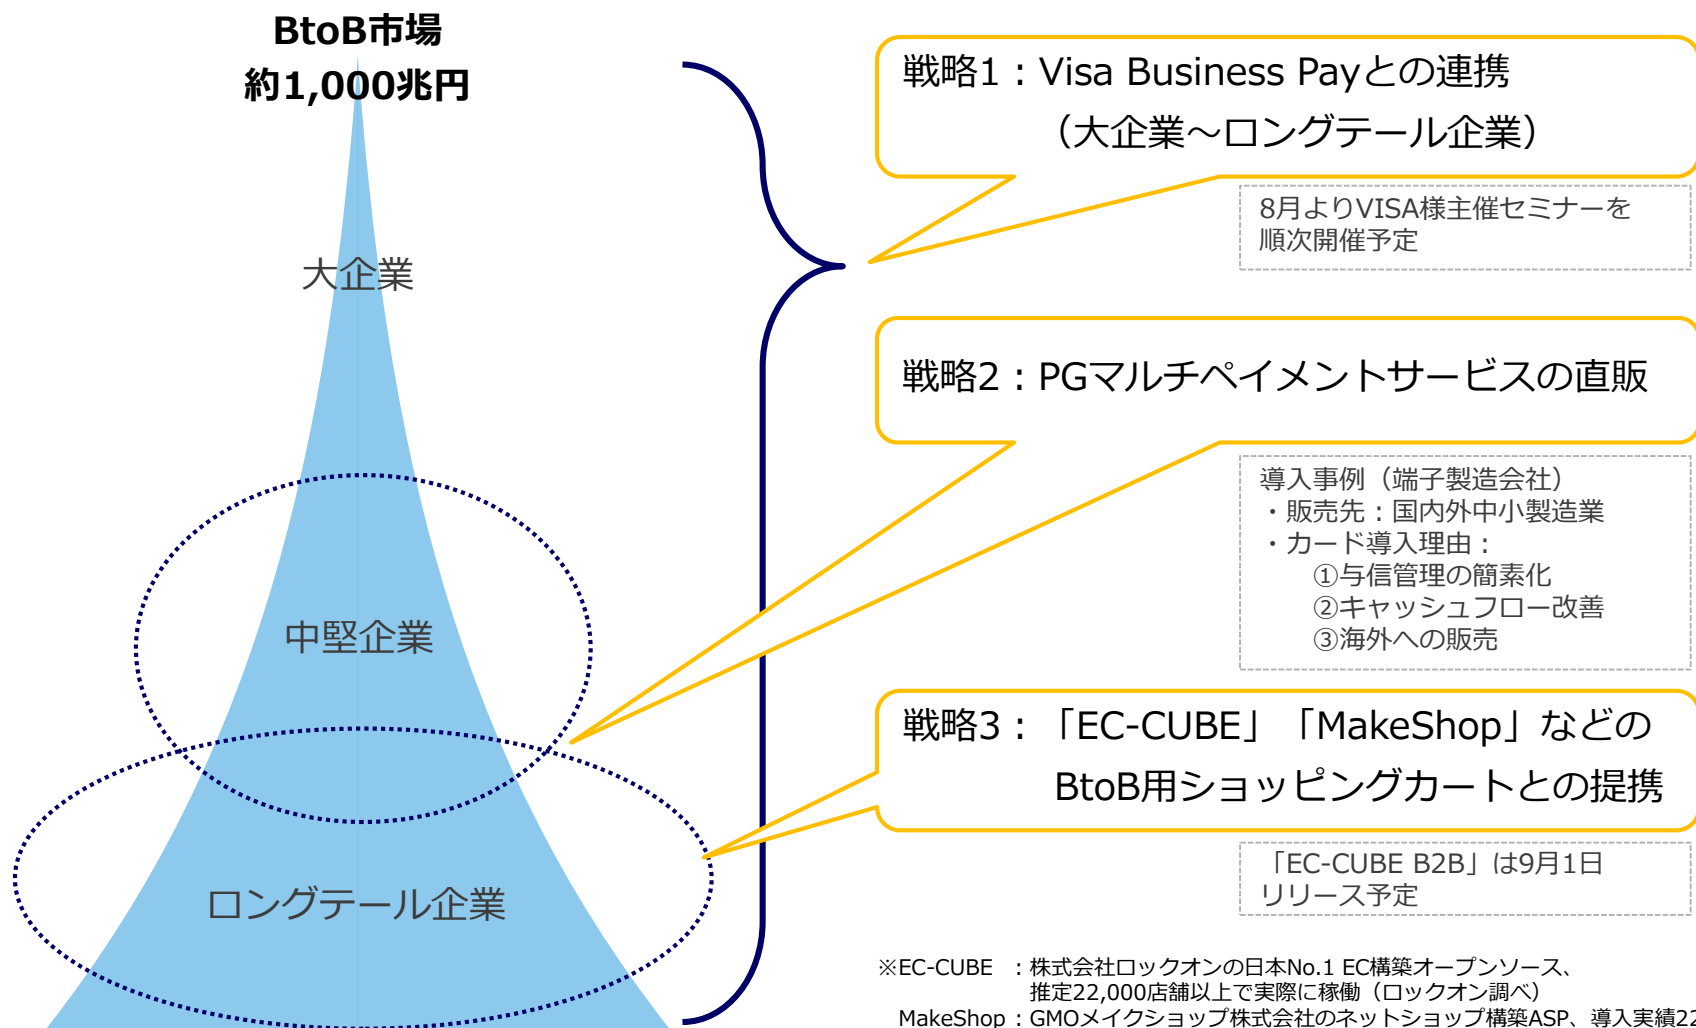 BtoB市場
約1,000兆円
大企業
中堅企業
ロングテール企業
戦略1：Visa Business Payとの連携
（大企業～ロングテール企業）
8月よりVISA様主催セミナーを
順次開催予定
戦略2：PGマルチペイメントサービスの直販
導入事例（端子製造会社）
・販売先：国内外中小製造業
・カード導入理由：
①与信管理の簡素化
②キャッシュフロー改善
③海外への販売
戦略3：「EC-CUBE」「MakeShop」などの
BtoB用ショッピングカートとの提携
「EC-CUBE B2B」は9月1日
リリース予定
※EC-CUBE ：株式会社ロックオンの日本No.1 EC構築オープンソース、
推定22,000店舗以上で実際に稼働（ロックオン調べ）
MakeShop：GMOメイクショップ株式会社のネットショップ構築ASP、導入実績22